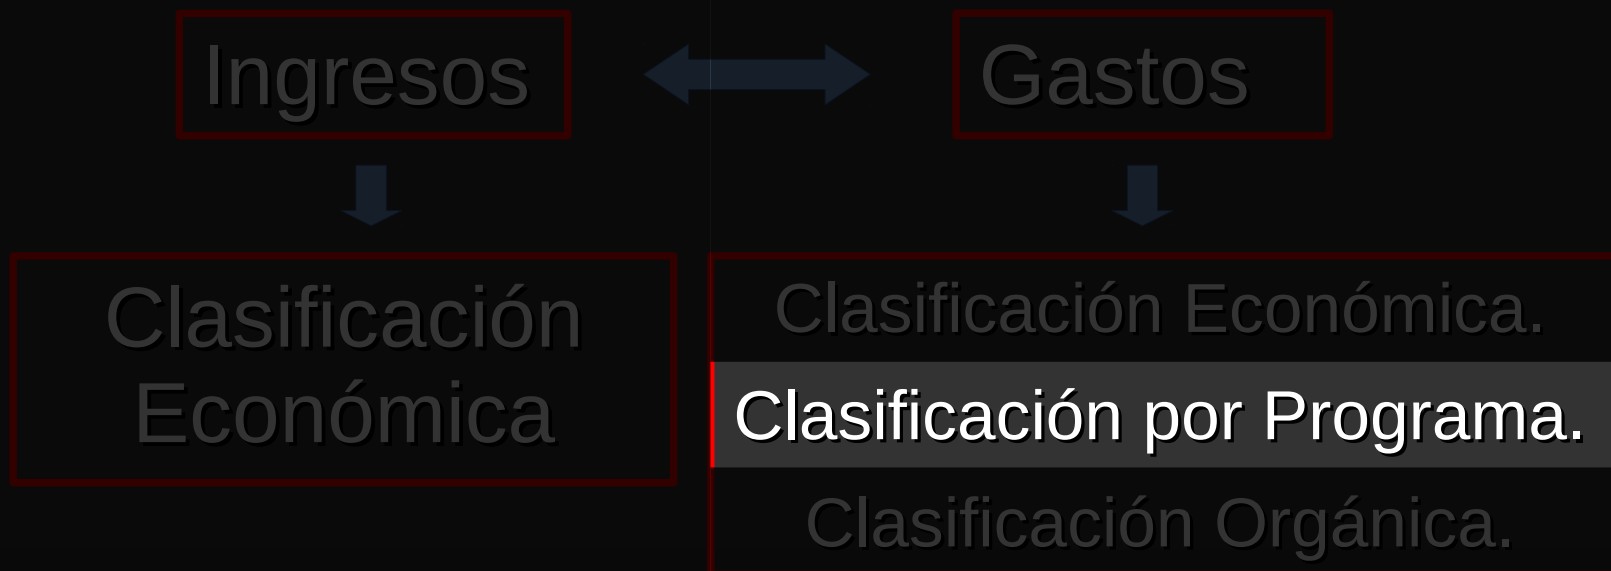 Ingresos
Gastos
Clasificación
Económica
Clasificación Económica.
Clasificación por Programa.
Clasificación Orgánica.